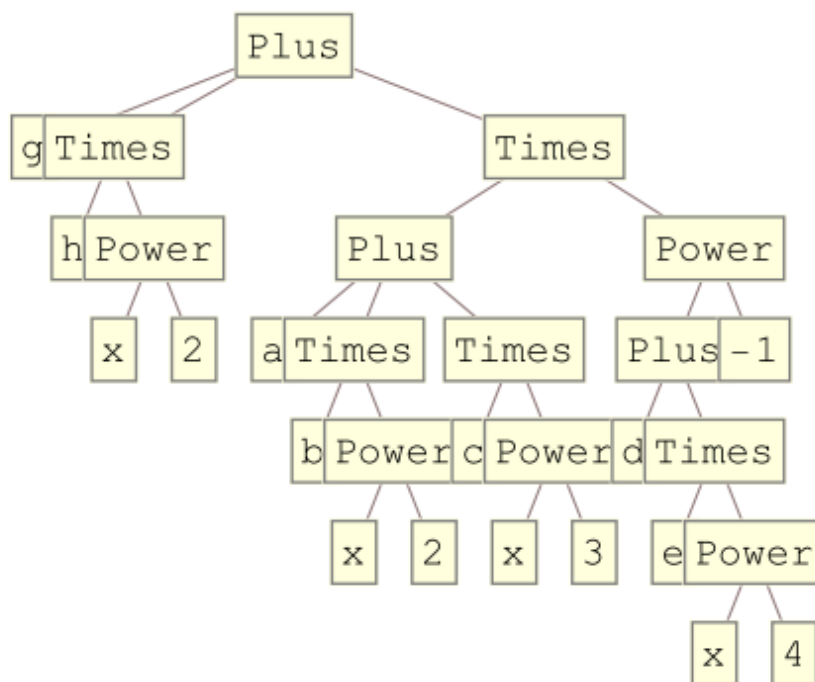 Plus
g Times Times
h Power Plus Power
x 2 a Times Times Plus -1
b Power c Power d Times
x 2 x 3 e Power
x 4